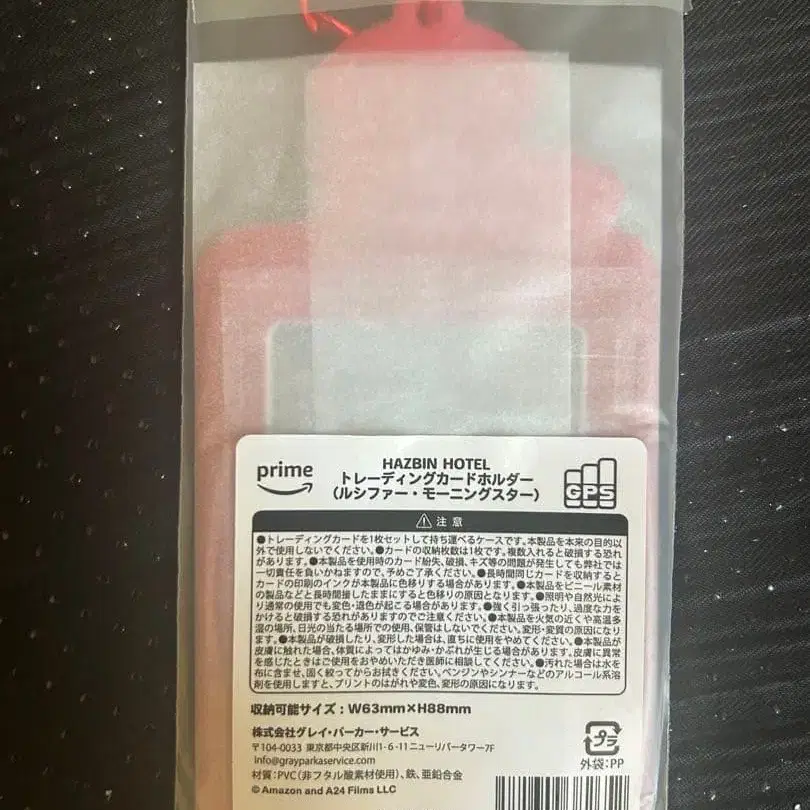 prime
HAZBIN HOTEL
トレーディングカードホルダー
(ルシファー・モーニングスター)
GPS
注意
●トレーディングカードを1枚セットして持ち運べるケースです。本製品を本来の目的以
外で使用しないでください。●カードの収納枚数は1枚です。複数入れると破損する恐れ
があります。●本製品を使用時のカード紛失、破損、キズ等の問題が発生しても弊社では
一切責任を負いかねますので、予めご了承ください。●長時間同じカードを収納すると
カードの印刷のインクが本製品に色移りする場合があります。●本製品をビニール素材
の製品などと長時間接したままにすると色移りの原因となります。●照明や自然光によ
り通常の使用でも変色・退色が起こる場合があります。●強く引っ張ったり、過度な力を
かけると破損する恐れがありますのでご注意ください。●本製品を火気の近くや高温多
湿の場所、日光の当たる場所での使用、保管はしないでください。変形・変質の原因になりま
す。●本製品が破損したり、変形した場合は、直ちに使用をやめてください。●本製品が
皮膚に触れた場合、体質によってはかゆみ・かぶれが生じる場合があります。皮膚に異常
を感じたときはご使用をおやめいただき医師に相談してください。●汚れた場合は水を
布に含ませ、固く絞ってからお拭きください。ベンジンやシンナーなどのアルコール系溶
剤を使用しますと、プリントのはがれや変色、変形の原因になります。
収納可能サイズ：W63mm×H88mm
株式会社グレイ・パーカー・サービス
〒104-0033 東京都中央区新川1-6-11ニューリバータワー7F
info@grayparkaservice.com
材質：PVC(非フタル酸素材使用)、鉄、亜鉛合金
© Amazon and A24 Films LLC
プラ
外袋：PP